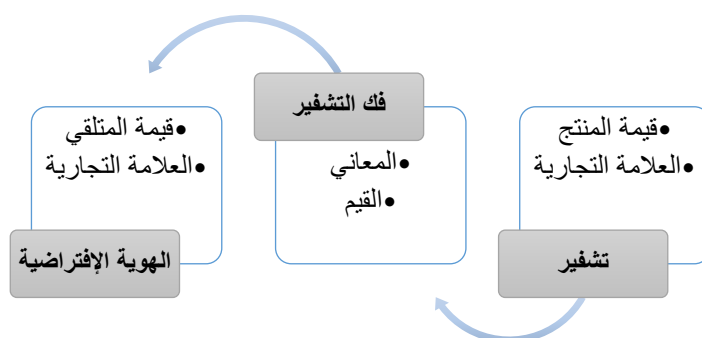 •قيمة المنتج
•العلامة التجارية
تشفير
فك التشفير
•المعاني
•القيم
•قيمة المتلقي
•العلامة التجارية
الهوية الإفتراضية